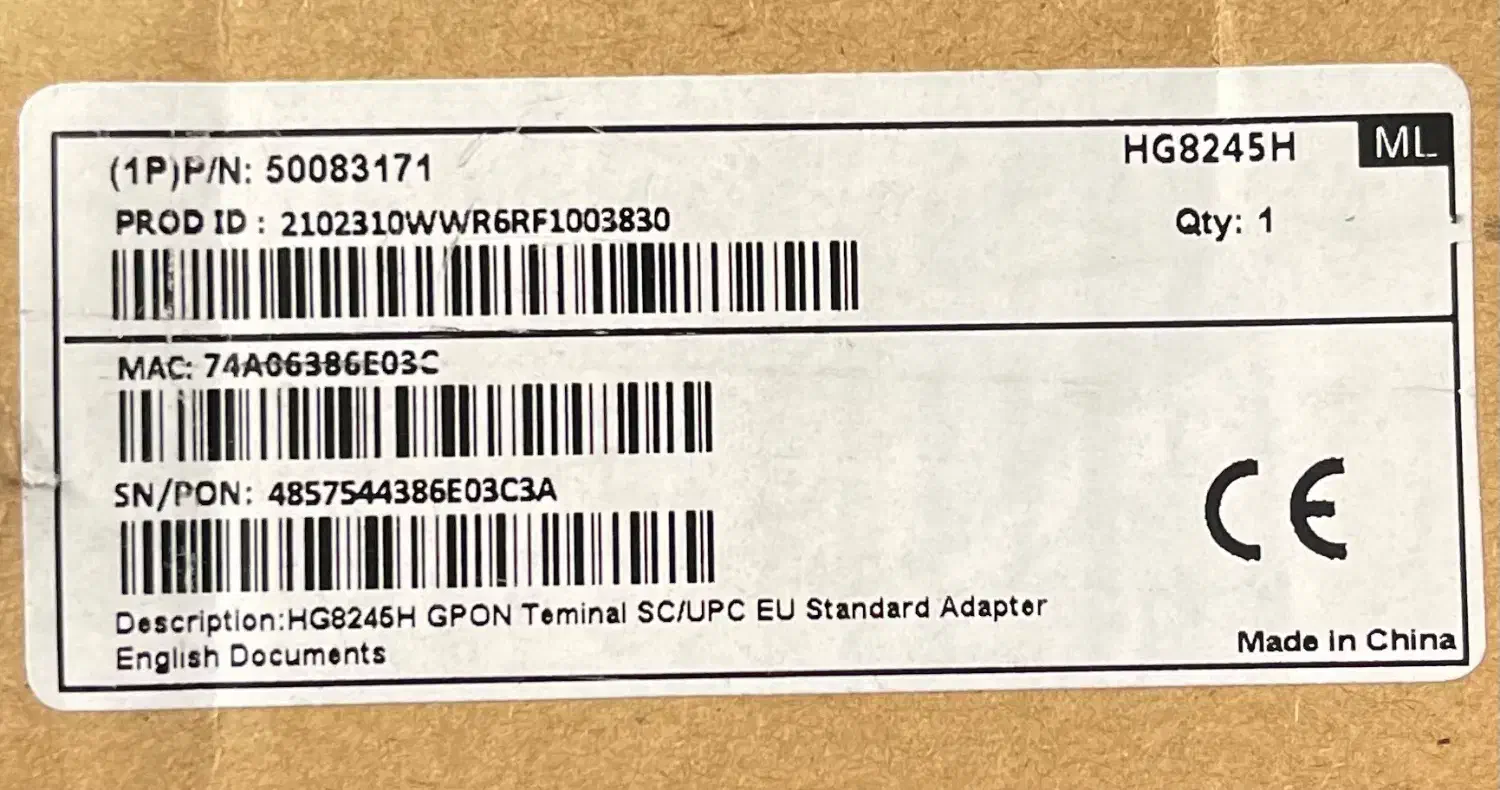 (1P)P/N: 50083171
HG8245H
ML
PROD ID : 2102310WWR6RF1003830
Qty: 1
MAC: 74A06386E03C
SN/PON: 4857544386E03C3A
CE
Description:HG8245H GPON Teminal SC/UPC EU Standard Adapter
English Documents
Made in China